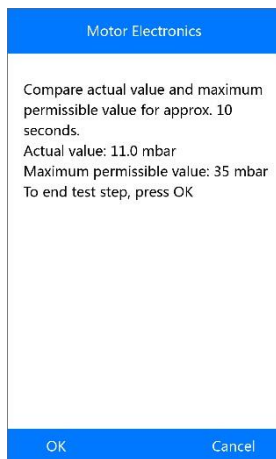 Motor Electronics
Compare actual value and maximum
permissible value for approx. 10
seconds.
Actual value: 11.0 mbar
Maximum permissible value: 35 mbar
To end test step, press OK
OK
Cancel